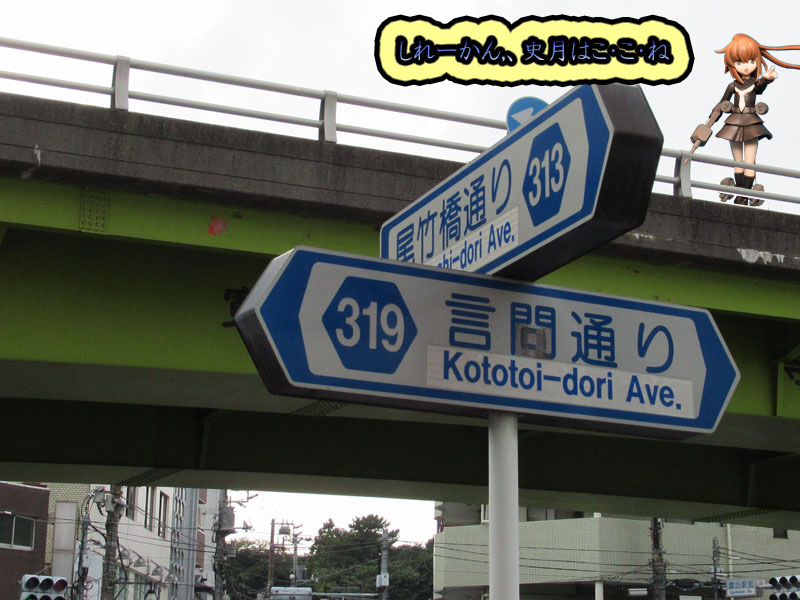 しれーかん、、史月はこ・こ・ね
尾竹橋通り
313
hi-dori Ave.
319
言問通り
Kototoi-dori Ave.